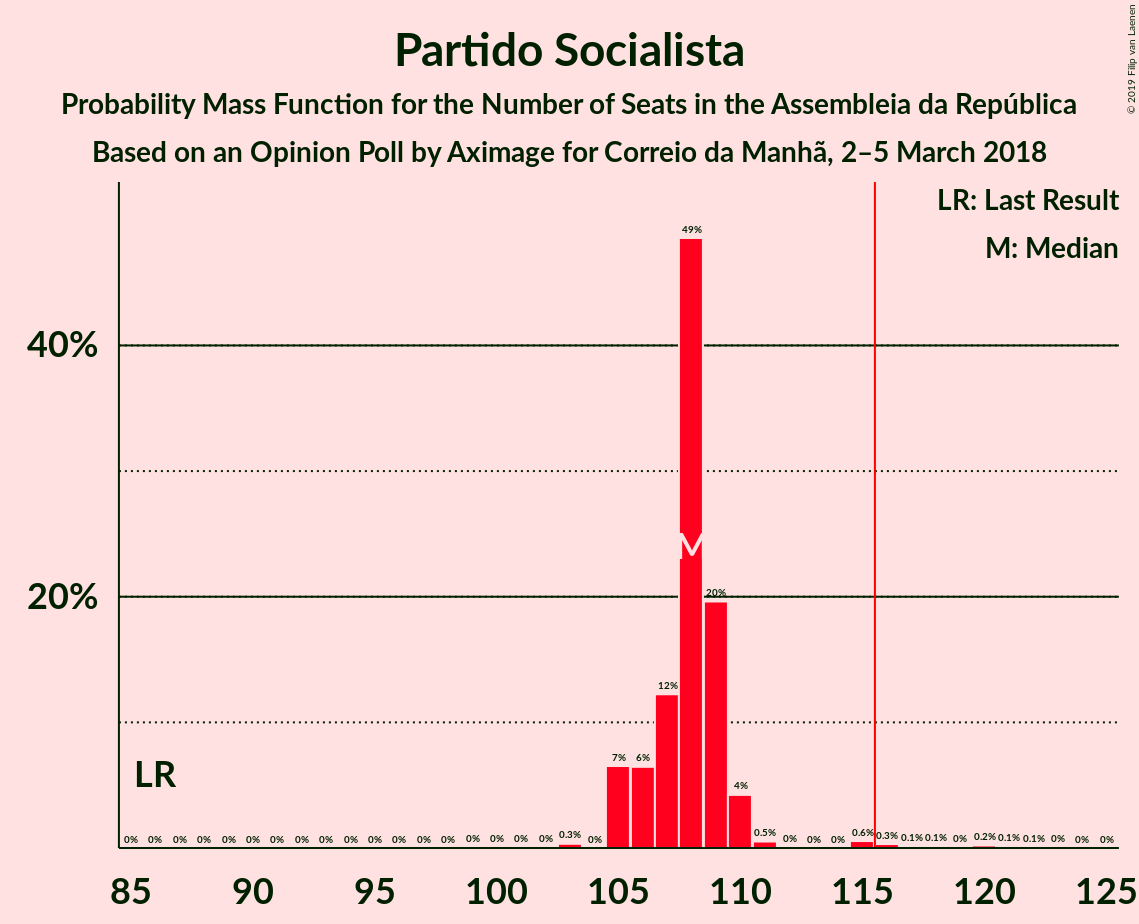 © 2019 Filip van Laenen
Partido Socialista
Probability Mass Function for the Number of Seats in the Assembleia da República
Based on an Opinion Poll by Aximage for Correio da Manhã, 2–5 March 2018
LR: Last Result
M: Median
40%
20%
LR
M
0% 0% 0% 0% 0% 0% 0% 0% 0% 0% 0% 0% 0% 0% 0% 0% 0% 0% 0.3% 0% 7% 6% 12% 49% 20% 4% 0.5% 0% 0% 0% 0.6% 0.3% 0.1% 0.1% 0% 0.2% 0.1% 0.1% 0% 0% 0%
85 90 95 100 105 110 115 120 125